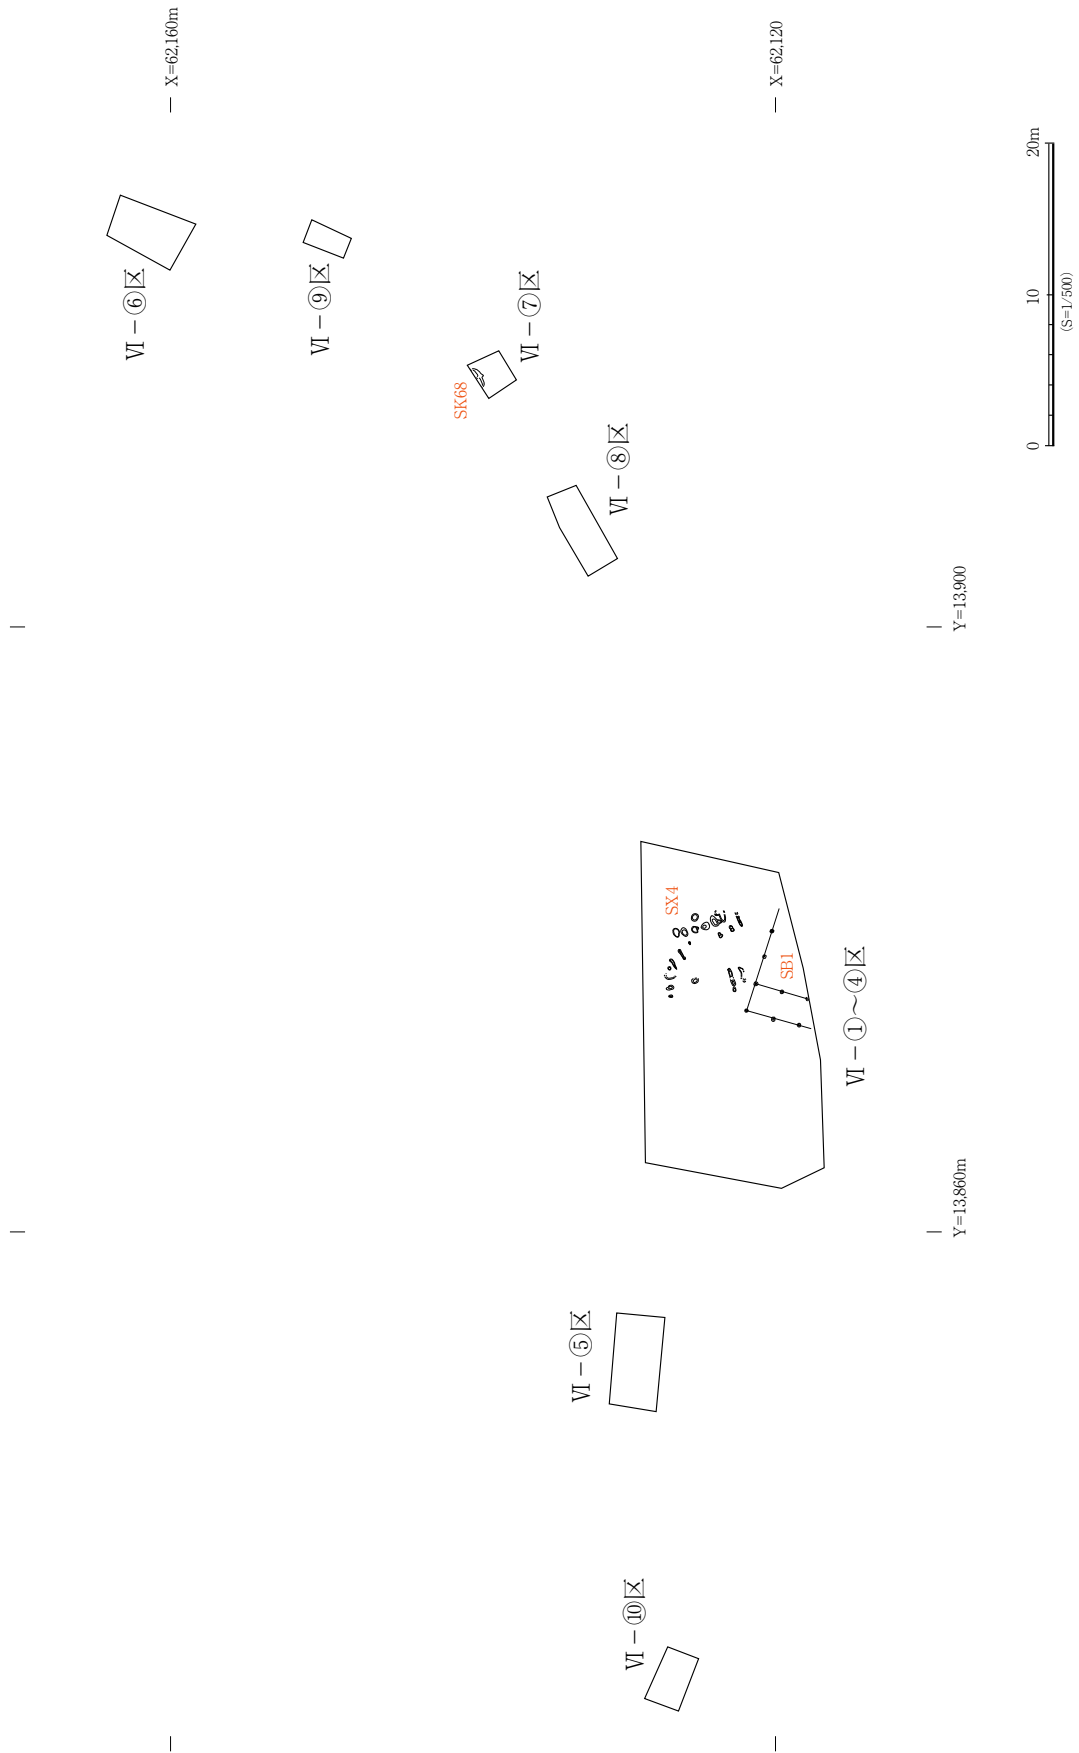 X=62,160m
X=62,120
Ⅵ－⑥区
Ⅵ－⑨区
Ⅵ－⑦区
SK68
Ⅵ－⑧区
Y=13,900
SX4
SB1
Ⅵ－①～④区
Y=13,860m
Ⅵ－⑤区
Ⅵ－⑩区
0 10 20m
(S=1/500)